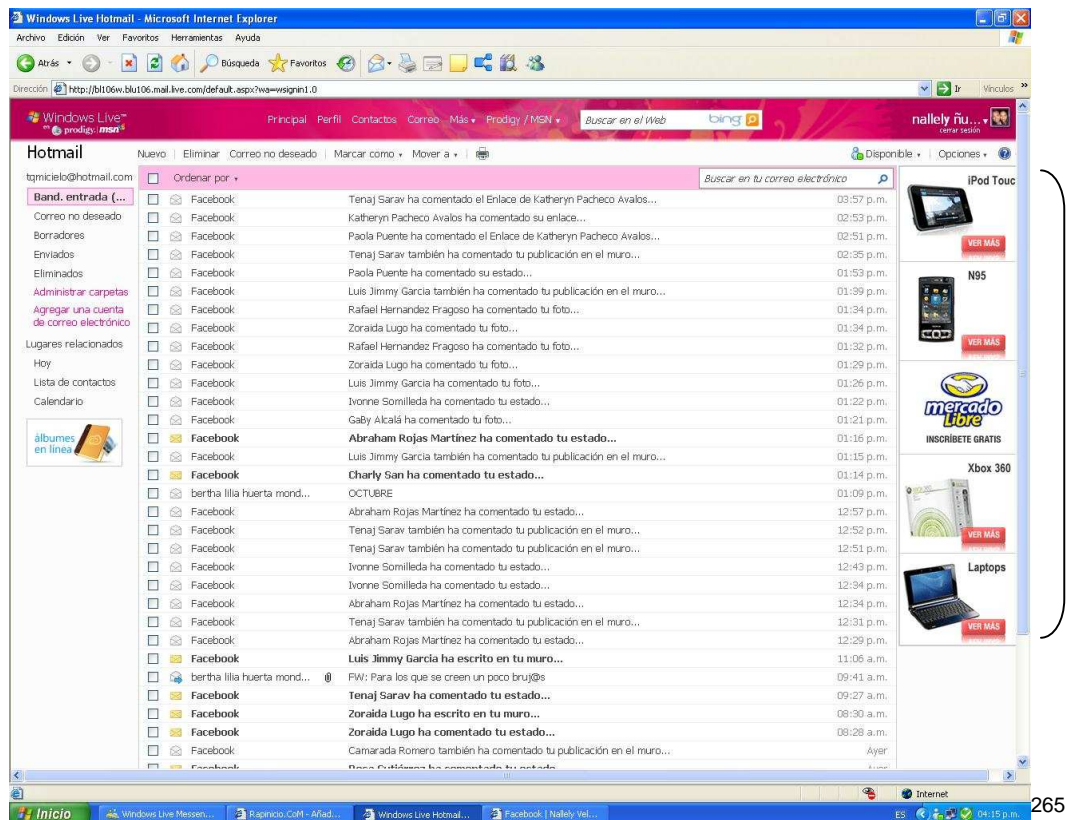 Windows Live Hotmail - Microsoft Internet Explorer
Archivo Edición Ver Favoritos Herramientas Ayuda
Atrás Búsqueda Favoritos
Dirección http://bl106w.blu106.mail.live.com/default.aspx?wa=wsignin1.0 Ir Vínculos »
Windows Live™ Principal Perfil Contactos Correo Más Prodigy / MSN Buscar en el Web bing nallely ñu...
en prodigy/msn cerrar sesión
Hotmail Nuevo | Eliminar Correo no deseado | Marcar como Mover a | Disponible | Opciones
tqmicielo@hotmail.com Ordenar por Buscar en tu correo electrónico
Band. entrada (...
Correo no deseado
Borradores
Enviados
Eliminados
Administrar carpetas
Agregar una cuenta
de correo electrónico
Lugares relacionados
Hoy
Lista de contactos
Calendario
álbumes
en línea
Facebook Tenaj Sarav ha comentado el Enlace de Katheryn Pacheco Avalos... 03:57 p.m.
Facebook Katheryn Pacheco Avalos ha comentado su enlace... 02:53 p.m.
Facebook Paola Puente ha comentado el Enlace de Katheryn Pacheco Avalos... 02:51 p.m.
Facebook Tenaj Sarav también ha comentado tu publicación en el muro... 02:35 p.m.
Facebook Paola Puente ha comentado su estado... 01:53 p.m.
Facebook Luis Jimmy Garcia también ha comentado tu publicación en el muro... 01:39 p.m.
Facebook Rafael Hernandez Fragoso ha comentado tu foto... 01:34 p.m.
Facebook Zoraida Lugo ha comentado tu foto... 01:34 p.m.
Facebook Rafael Hernandez Fragoso ha comentado tu foto... 01:32 p.m.
Facebook Zoraida Lugo ha comentado tu foto... 01:29 p.m.
Facebook Luis Jimmy Garcia ha comentado tu foto... 01:26 p.m.
Facebook Ivonne Somilleda ha comentado tu estado... 01:22 p.m.
Facebook GaBy Alcalá ha comentado tu foto... 01:21 p.m.
Facebook Abraham Rojas Martínez ha comentado tu estado... 01:16 p.m.
Facebook Luis Jimmy Garcia también ha comentado tu publicación en el muro... 01:15 p.m.
Facebook Charly San ha comentado tu estado... 01:14 p.m.
bertha lilia huerta mond... OCTUBRE 01:09 p.m.
Facebook Abraham Rojas Martínez ha comentado tu estado... 12:57 p.m.
Facebook Tenaj Sarav también ha comentado tu publicación en el muro... 12:52 p.m.
Facebook Tenaj Sarav también ha comentado tu publicación en el muro... 12:51 p.m.
Facebook Ivonne Somilleda ha comentado tu estado... 12:43 p.m.
Facebook Ivonne Somilleda ha comentado tu estado... 12:34 p.m.
Facebook Abraham Rojas Martínez ha comentado tu estado... 12:34 p.m.
Facebook Tenaj Sarav también ha comentado tu publicación en el muro... 12:31 p.m.
Facebook Abraham Rojas Martínez ha comentado tu estado... 12:29 p.m.
Facebook Luis Jimmy Garcia ha escrito en tu muro... 11:06 a.m.
bertha lilia huerta mond... FW: Para los que se creen un poco bruj@s 09:41 a.m.
Facebook Tenaj Sarav ha comentado tu estado... 09:27 a.m.
Facebook Zoraida Lugo ha escrito en tu muro... 08:30 a.m.
Facebook Zoraida Lugo ha comentado tu estado... 08:28 a.m.
Facebook Camarada Romero también ha comentado tu publicación en el muro... Ayer
Facebook Rosa Gutiérrez ha comentado tu estado Ayer
iPod Touc
VER MÁS
N95
VER MÁS
mercado
Libre
INSCRÍBETE GRATIS
Xbox 360
VER MÁS
Laptops
VER MÁS
Internet
265
Inicio Windows Live Messen... Rapinicio.CoM - Añad... Windows Live Hotmail... Facebook | Nallely Vel... ES 04:15 p.m.